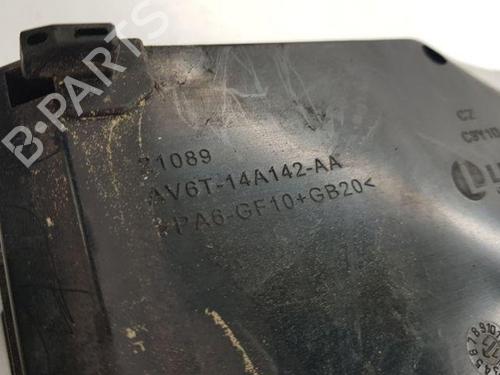 B-PARTS
21089
AV6T-14A142-AA
>PA6-GF10+GB20<
CZ